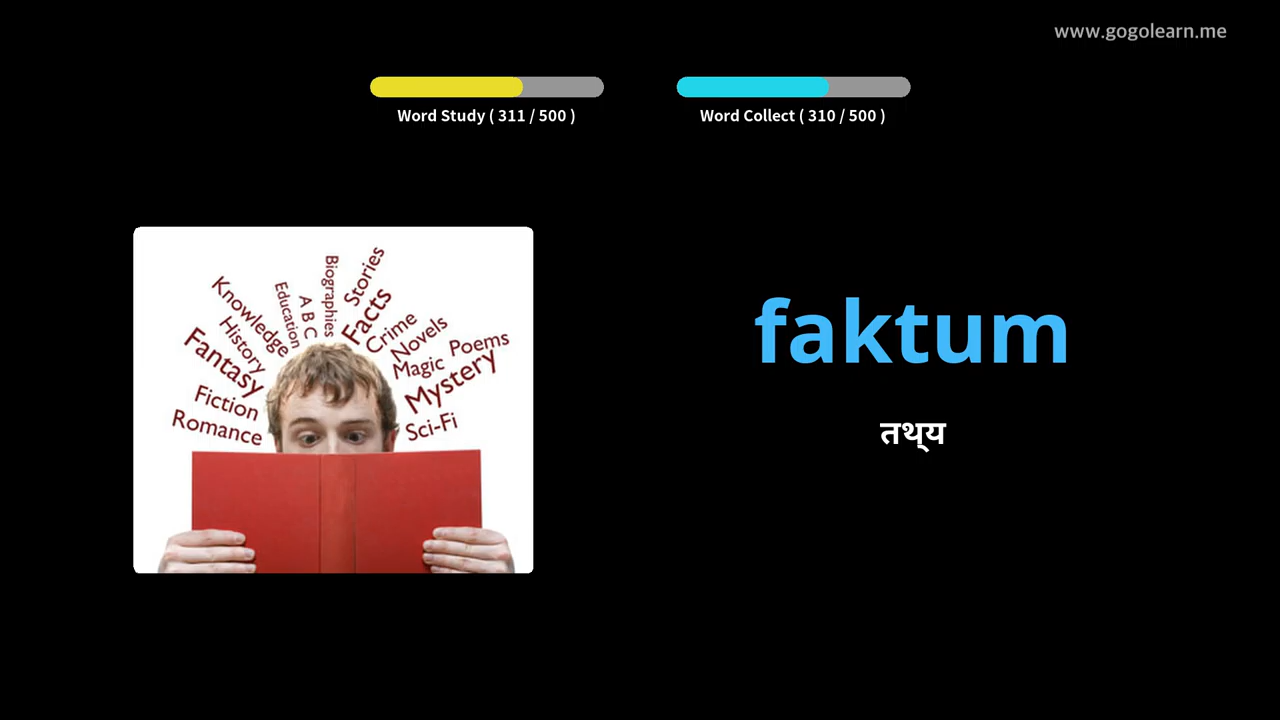 www.gogolearn.me
Word Study ( 311 / 500 )
Word Collect ( 310 / 500 )
Biographies
Stories
Education
A B C
Facts
Knowledge
Crime
History
Novels
Poems
Fantasy
Magic
Mystery
Fiction
Romance
Sci-Fi
faktum
तथ्य